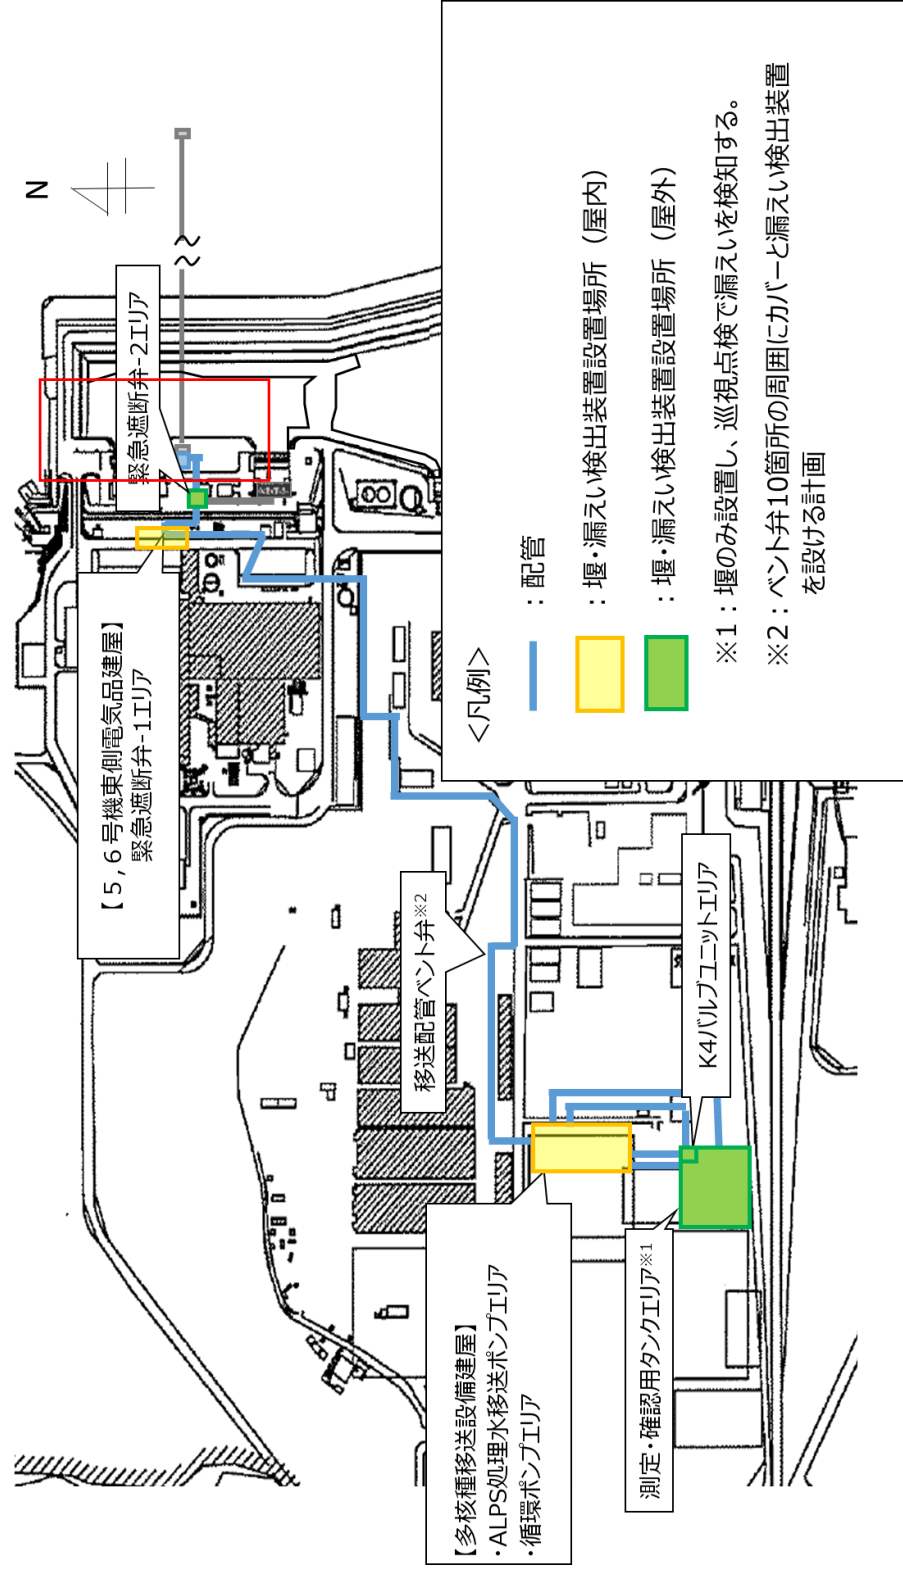 N
緊急遮断弁-2エリア
【5,6号機東側電気品建屋】
緊急遮断弁-1エリア
移送配管ベント弁※2
K4バルブユニットエリア
【多核種移送設備建屋】
・ALPS処理水移送ポンプエリア
・循環ポンプエリア
測定・確認用タンクエリア※1
<凡例>
：配管
：堰・漏えい検出装置設置場所（屋内）
：堰・漏えい検出装置設置場所（屋外）
※1：堰のみ設置し、巡視点検で漏えいを検知する。
※2：ベント弁10箇所の周囲にカバーと漏えい検出装置
を設ける計画